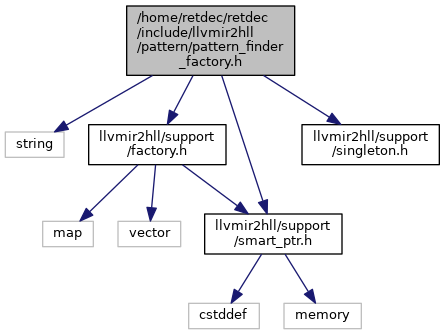 /home/retdec/retdec
/include/llvmir2hll
/pattern/pattern_finder
_factory.h
string
llvmir2hll/support
/factory.h
llvmir2hll/support
/singleton.h
map
vector
llvmir2hll/support
/smart_ptr.h
cstddef
memory